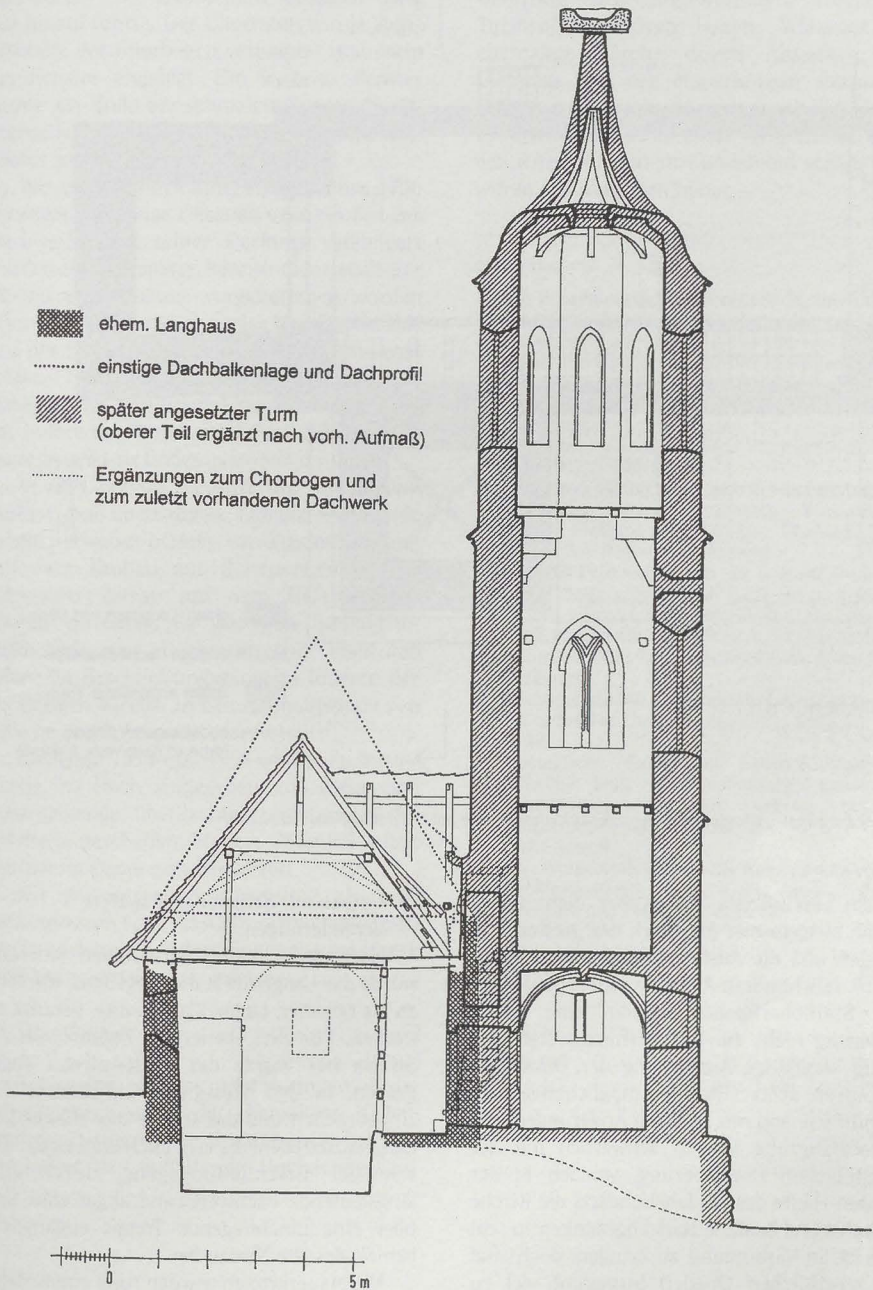 ehem. Langhaus
einstige Dachbalkenlage und Dachprofil
später angesetzter Turm
(oberer Teil ergänzt nach vorh. Aufmaß)
Ergänzungen zum Chorbogen und
zum zuletzt vorhandenen Dachwerk
0
5 m